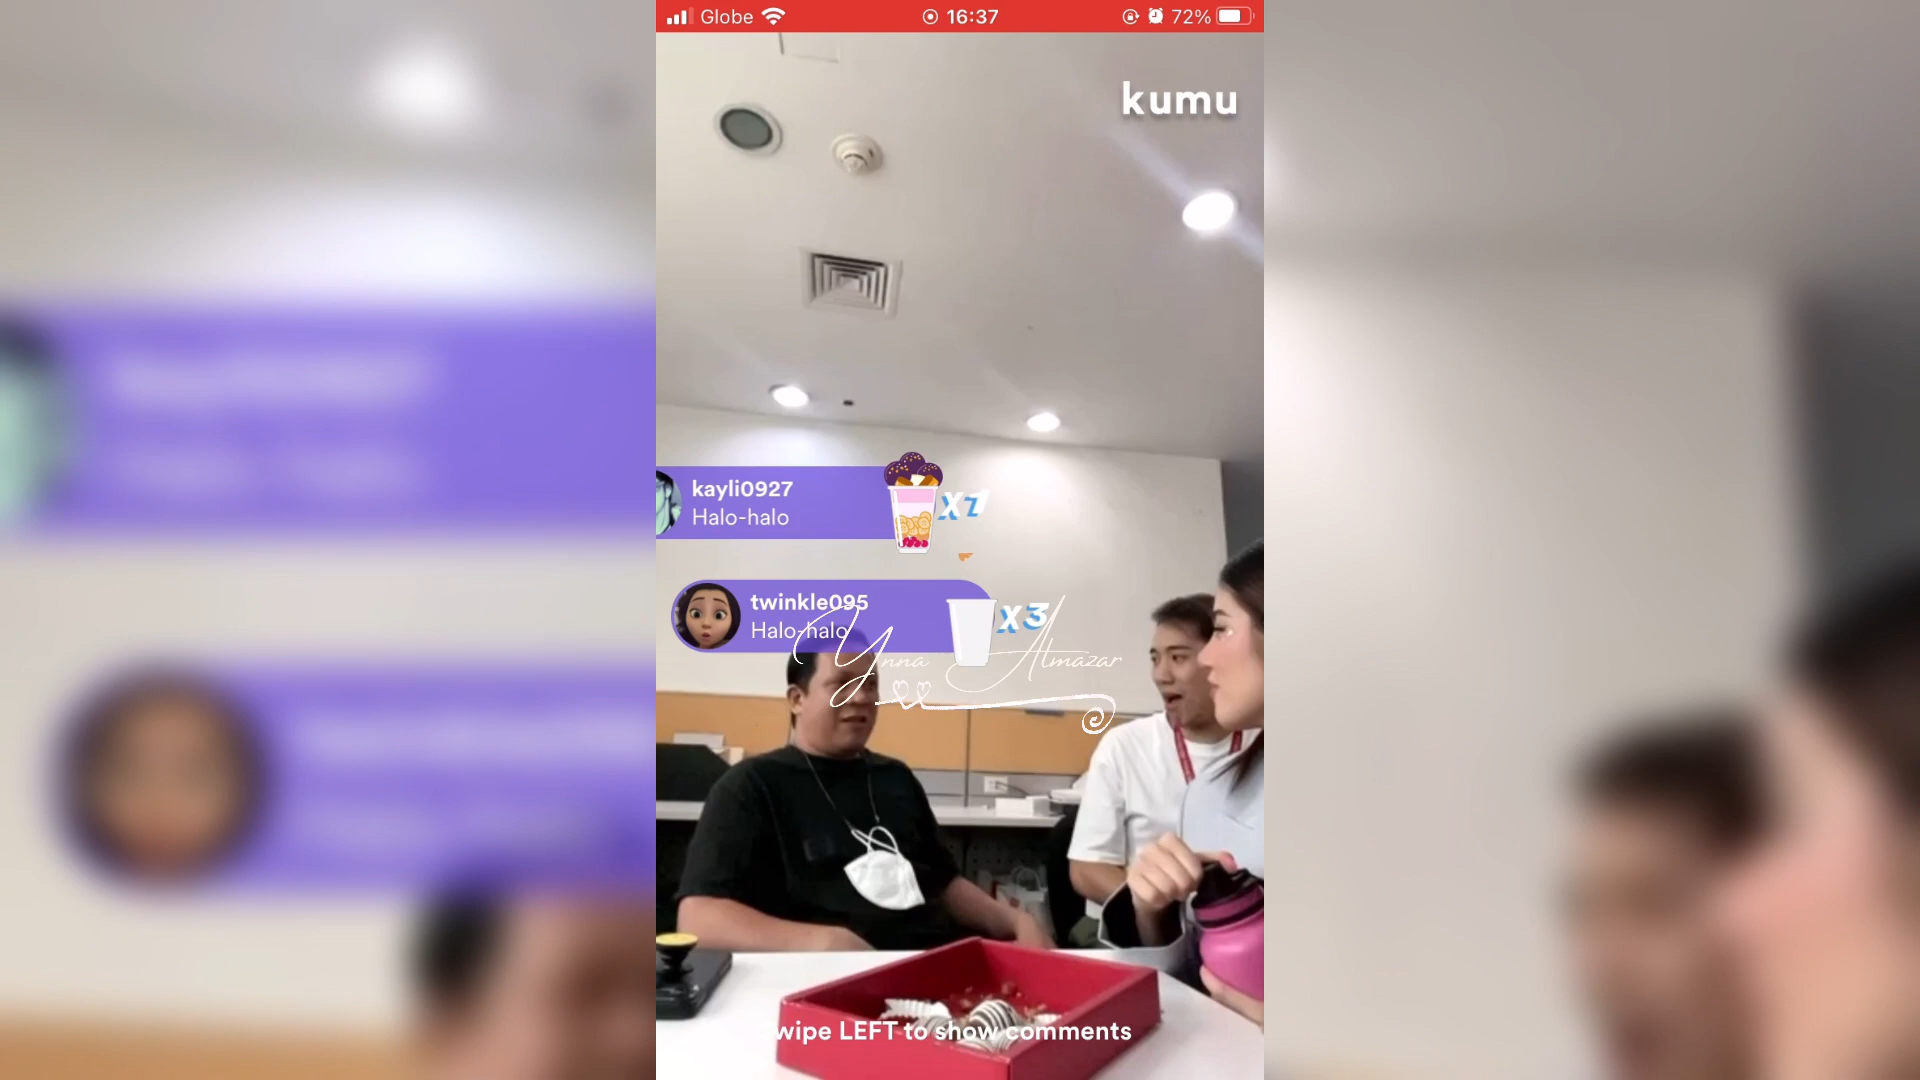 Globe
16:37
72%
kumu
kayli0927
Halo-halo
x1
twinkle095
Halo-halo
x3
Ynna Almazar
wipe LEFT to show comments